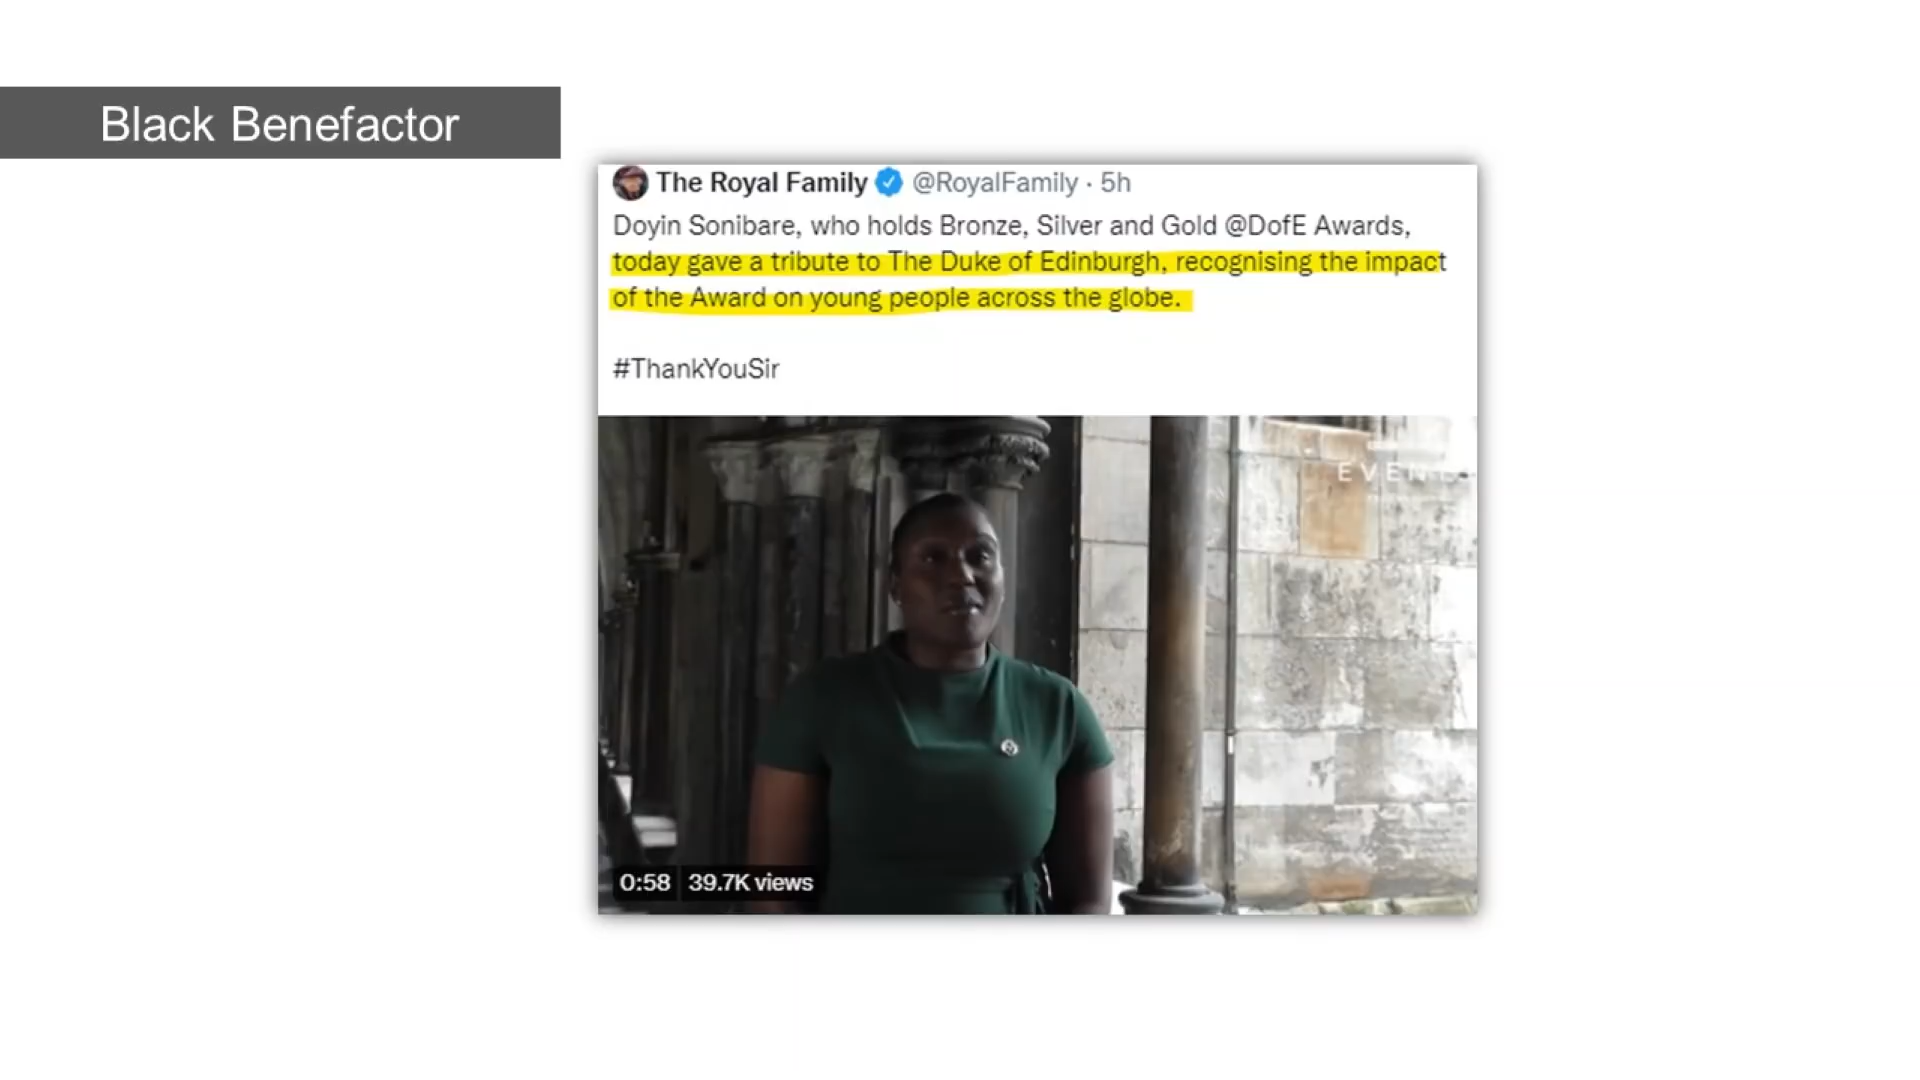 Black Benefactor
The Royal Family @RoyalFamily · 5h
Doyin Sonibare, who holds Bronze, Silver and Gold @DofE Awards,
today gave a tribute to The Duke of Edinburgh, recognising the impact
of the Award on young people across the globe.
#ThankYouSir
0:58 39.7K views